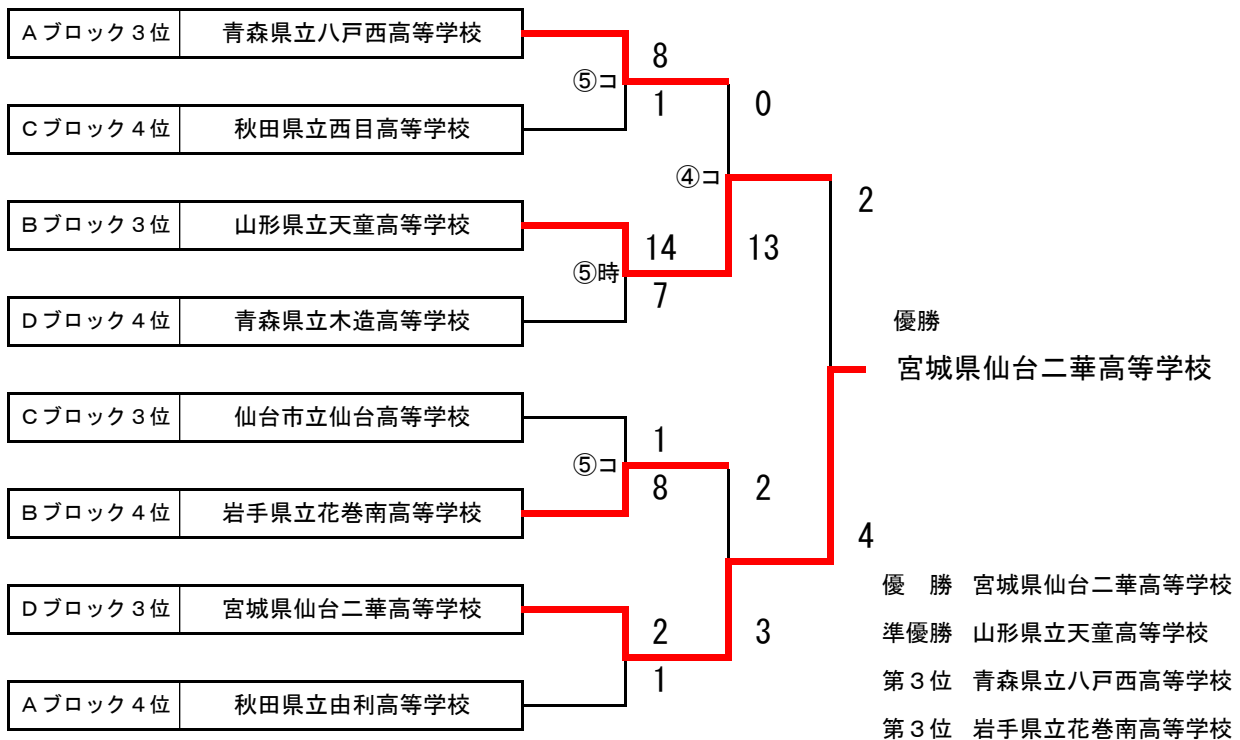 Aブロック3位 青森県立八戸西高等学校
8
⑤コ
1
0
Cブロック4位 秋田県立西目高等学校
④コ
2
Bブロック3位 山形県立天童高等学校
14
13
⑤時
7
Dブロック4位 青森県立木造高等学校
優勝
宮城県仙台二華高等学校
Cブロック3位 仙台市立仙台高等学校
1
⑤コ
8
2
Bブロック4位 岩手県立花巻南高等学校
4
Dブロック3位 宮城県仙台二華高等学校
2
3
1
Aブロック4位 秋田県立由利高等学校
優 勝 宮城県仙台二華高等学校
準優勝 山形県立天童高等学校
第3位 青森県立八戸西高等学校
第3位 岩手県立花巻南高等学校